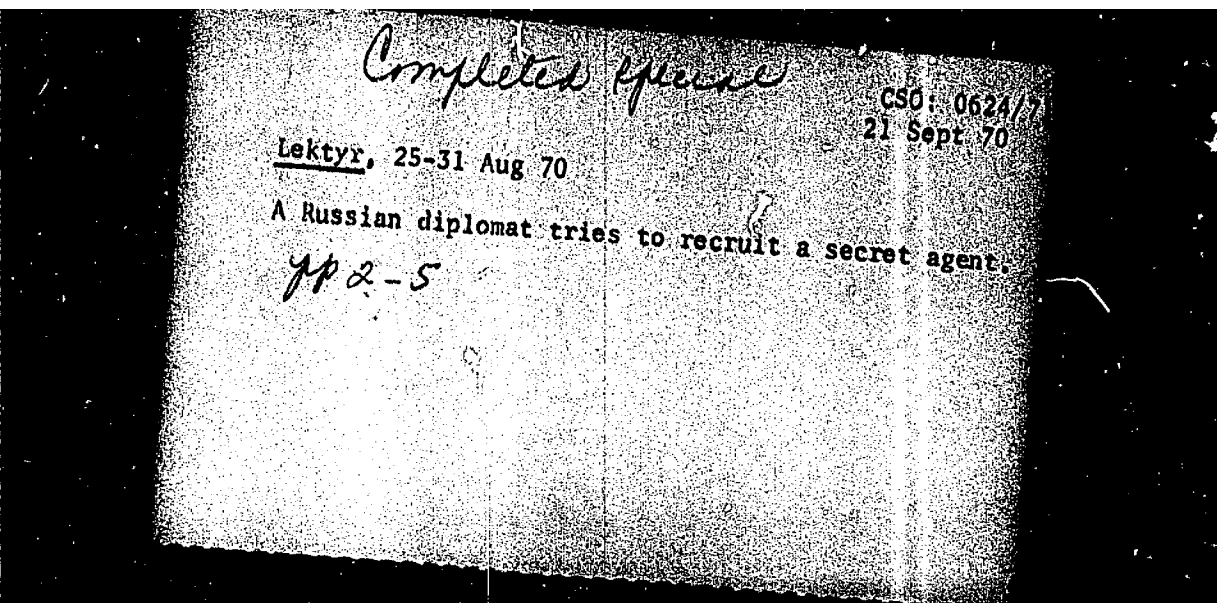 Completed
CSO: 0624/7
21 Sept 70
Lektyr, 25-31 Aug 70
A Russian diplomat tries to recruit a secret agent.
pp 2-5